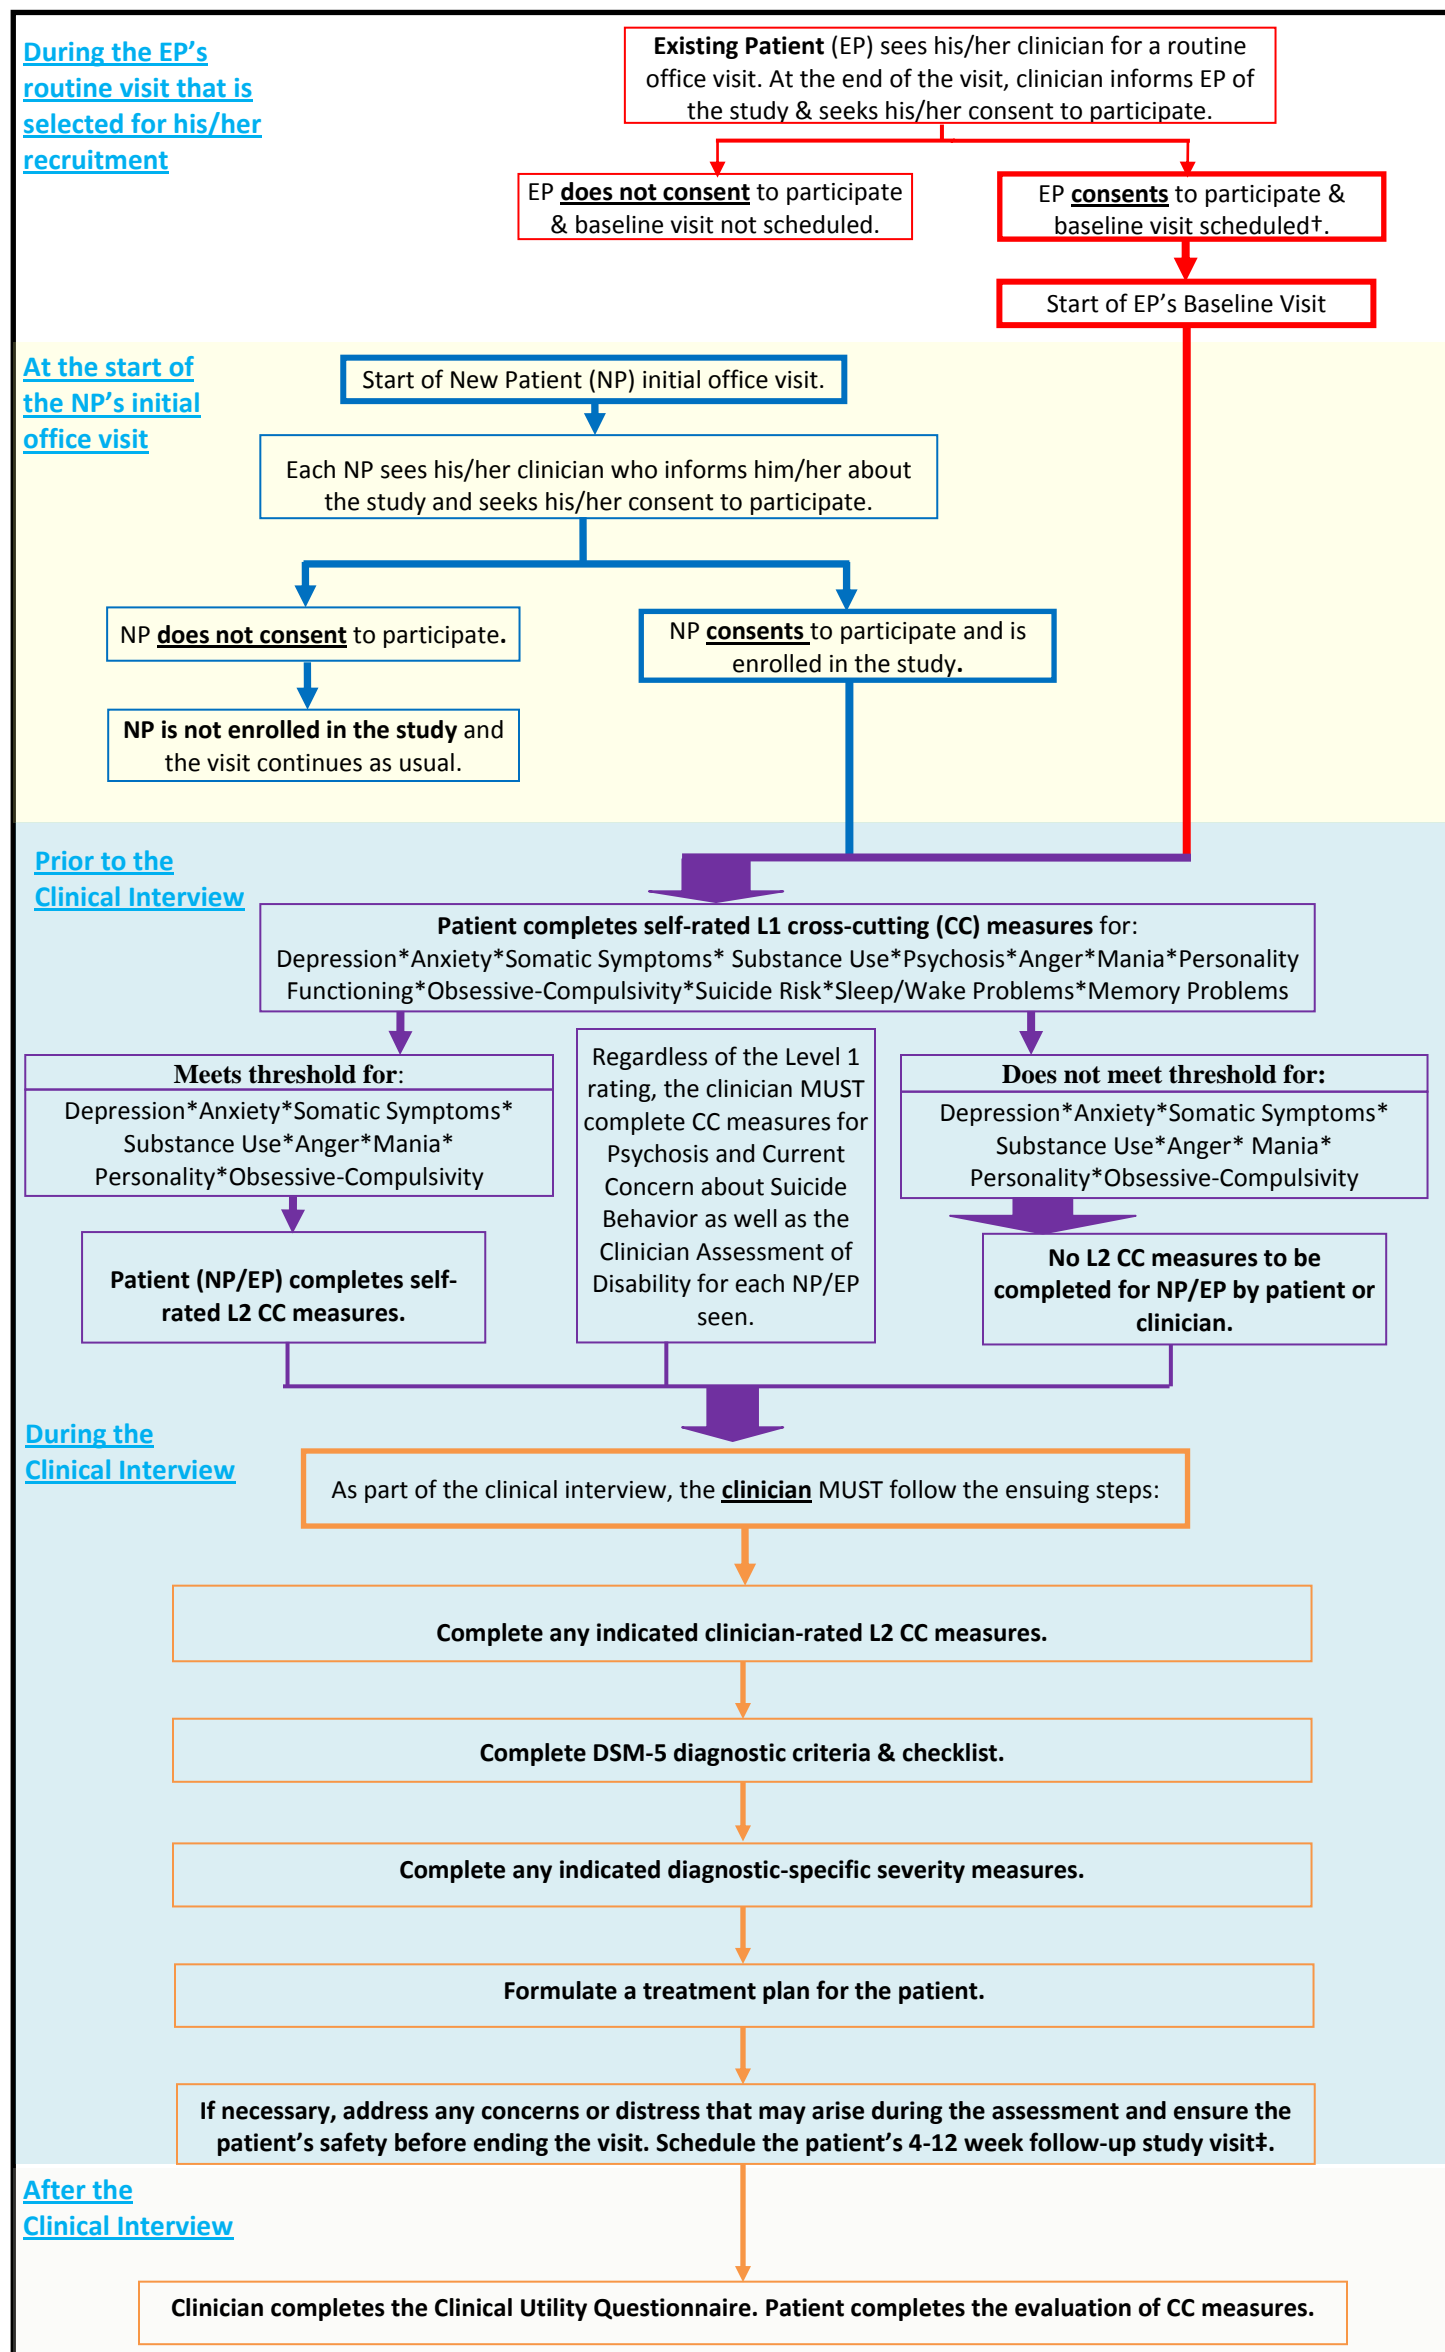 During the EP’s
routine visit that is
selected for his/her
recruitment
Existing Patient (EP) sees his/her clinician for a routine
office visit. At the end of the visit, clinician informs EP of
the study & seeks his/her consent to participate.
EP does not consent to participate
& baseline visit not scheduled.
EP consents to participate &
baseline visit scheduled†.
Start of EP’s Baseline Visit
At the start of
the NP’s initial
office visit
Start of New Patient (NP) initial office visit.
Each NP sees his/her clinician who informs him/her about
the study and seeks his/her consent to participate.
NP does not consent to participate.
NP consents to participate and is
enrolled in the study.
NP is not enrolled in the study and
the visit continues as usual.
Prior to the
Clinical Interview
Patient completes self-rated L1 cross-cutting (CC) measures for:
Depression*Anxiety*Somatic Symptoms* Substance Use*Psychosis*Anger*Mania*Personality
Functioning*Obsessive-Compulsivity*Suicide Risk*Sleep/Wake Problems*Memory Problems
Meets threshold for:
Depression*Anxiety*Somatic Symptoms*
Substance Use*Anger*Mania*
Personality*Obsessive-Compulsivity
Patient (NP/EP) completes self-
rated L2 CC measures.
Regardless of the Level 1
rating, the clinician MUST
complete CC measures for
Psychosis and Current
Concern about Suicide
Behavior as well as the
Clinician Assessment of
Disability for each NP/EP
seen.
Does not meet threshold for:
Depression*Anxiety*Somatic Symptoms*
Substance Use*Anger* Mania*
Personality*Obsessive-Compulsivity
No L2 CC measures to be
completed for NP/EP by patient or
clinician.
During the
Clinical Interview
As part of the clinical interview, the clinician MUST follow the ensuing steps:
Complete any indicated clinician-rated L2 CC measures.
Complete DSM-5 diagnostic criteria & checklist.
Complete any indicated diagnostic-specific severity measures.
Formulate a treatment plan for the patient.
If necessary, address any concerns or distress that may arise during the assessment and ensure the
patient’s safety before ending the visit. Schedule the patient’s 4-12 week follow-up study visit‡.
After the
Clinical Interview
Clinician completes the Clinical Utility Questionnaire. Patient completes the evaluation of CC measures.